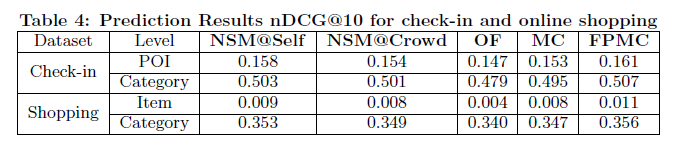 Table 4: Prediction Results nDCG@10 for check-in and online shopping
Dataset Level NSM@Self NSM@Crowd OF MC FPMC
Check-in POI 0.158 0.154 0.147 0.153 0.161
Category 0.503 0.501 0.479 0.495 0.507
Shopping Item 0.009 0.008 0.004 0.008 0.011
Category 0.353 0.349 0.340 0.347 0.356